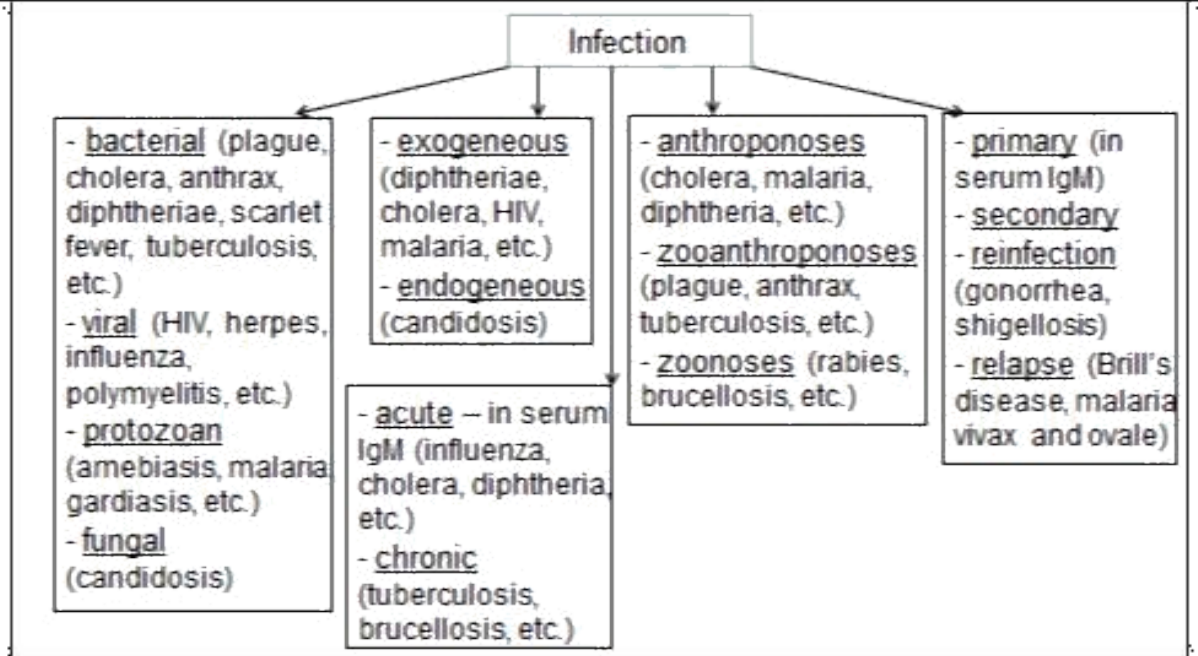 Infection
- bacterial (plague,
cholera, anthrax,
diphtheriae, scarlet
fever, tuberculosis,
etc.)
- viral (HIV, herpes,
influenza,
polymyelitis, etc.)
- protozoan
(amebiasis, malaria
gardiasis, etc.)
- fungal
(candidosis)
- exogeneous
(diphtheriae,
cholera, HIV,
malaria, etc.)
- endogeneous
(candidosis)
- acute – in serum
IgM (influenza,
cholera, diphtheria,
etc.)
- chronic
(tuberculosis,
brucellosis, etc.)
- anthroponoses
(cholera, malaria,
diphtheria, etc.)
- zooanthroponoses
(plague, anthrax,
tuberculosis, etc.)
- zoonoses (rabies,
brucellosis, etc.)
- primary (in
serum IgM)
- secondary
- reinfection
(gonorrhea,
shigellosis)
- relapse (Brill's
disease, malaria
vivax and ovale)